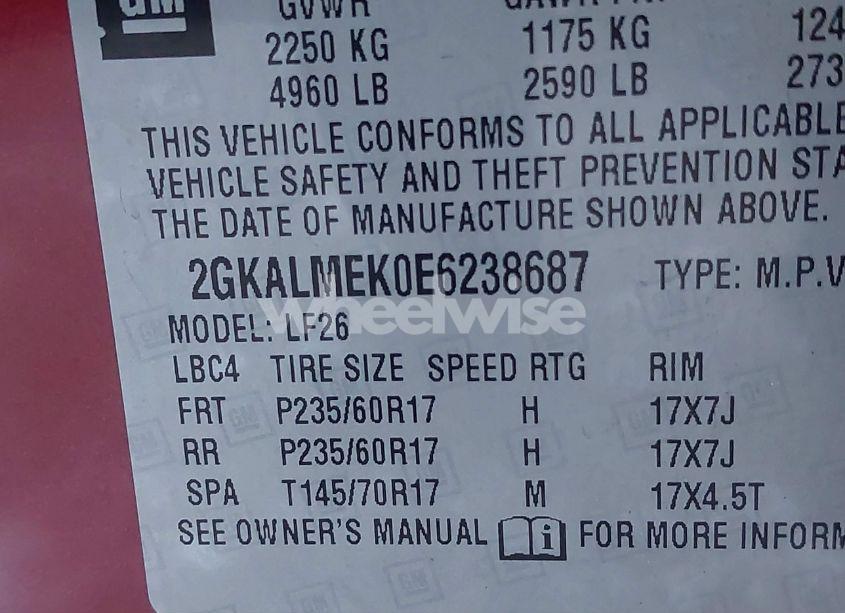 GM GVWR
2250 KG 1175 KG 124
4960 LB 2590 LB 273
THIS VEHICLE CONFORMS TO ALL APPLICABLE
VEHICLE SAFETY AND THEFT PREVENTION STA
THE DATE OF MANUFACTURE SHOWN ABOVE.
2GKALMEK0E6238687 TYPE: M.P.V
wheelwise
MODEL: LF26
LBC4 TIRE SIZE SPEED RTG RIM
FRT P235/60R17 H 17X7J
RR P235/60R17 H 17X7J
SPA T145/70R17 M 17X4.5T
SEE OWNER'S MANUAL i FOR MORE INFORM